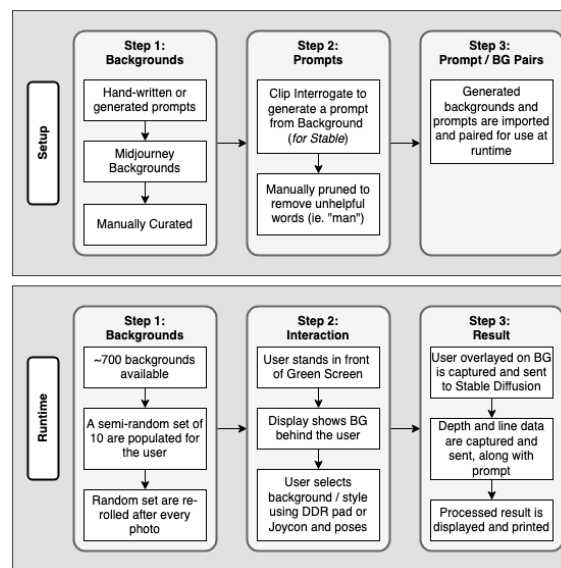 Setup
Step 1:
Backgrounds
Hand-written or
generated prompts
Midjourney
Backgrounds
Manually Curated
Step 2:
Prompts
Clip Interrogate to
generate a prompt
from Background
(for Stable)
Manually pruned to
remove unhelpful
words (ie. "man")
Step 3:
Prompt / BG Pairs
Generated
backgrounds and
prompts are imported
and paired for use at
runtime
Runtime
Step 1:
Backgrounds
~700 backgrounds
available
A semi-random set of
10 are populated for
the user
Random set are re-
rolled after every
photo
Step 2:
Interaction
User stands in front
of Green Screen
Display shows BG
behind the user
User selects
background / style
using DDR pad or
Joycon and poses
Step 3:
Result
User overlayed on BG
is captured and sent
to Stable Diffusion
Depth and line data
are captured and
sent, along with
prompt
Processed result is
displayed and printed